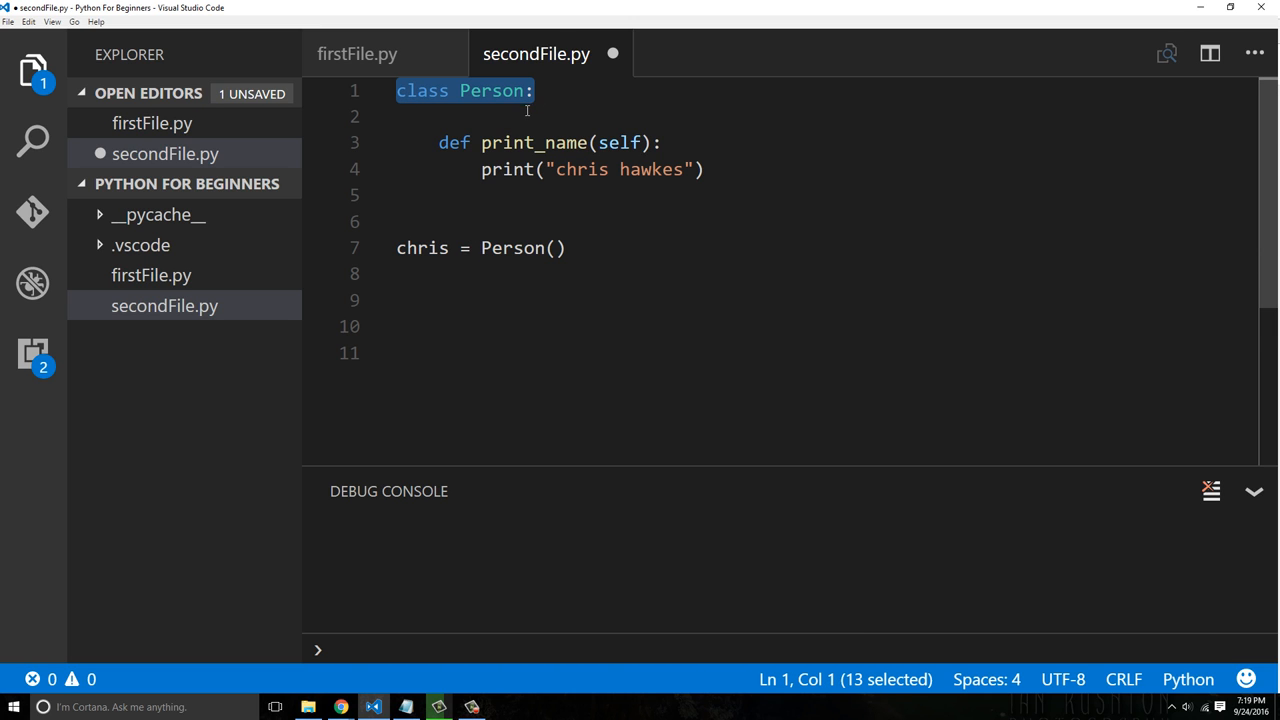 ● secondFile.py - Python For Beginners - Visual Studio Code
File Edit View Go Help
EXPLORER
OPEN EDITORS 1 UNSAVED
firstFile.py
secondFile.py
PYTHON FOR BEGINNERS
__pycache__
.vscode
firstFile.py
secondFile.py
1
2
firstFile.py secondFile.py
1 class Person:
2
3 def print_name(self):
4 print("chris hawkes")
5
6
7 chris = Person()
8
9
10
11
DEBUG CONSOLE
0 0 Ln 1, Col 1 (13 selected) Spaces: 4 UTF-8 CRLF Python
I'm Cortana. Ask me anything.
7:19 PM
9/24/2016